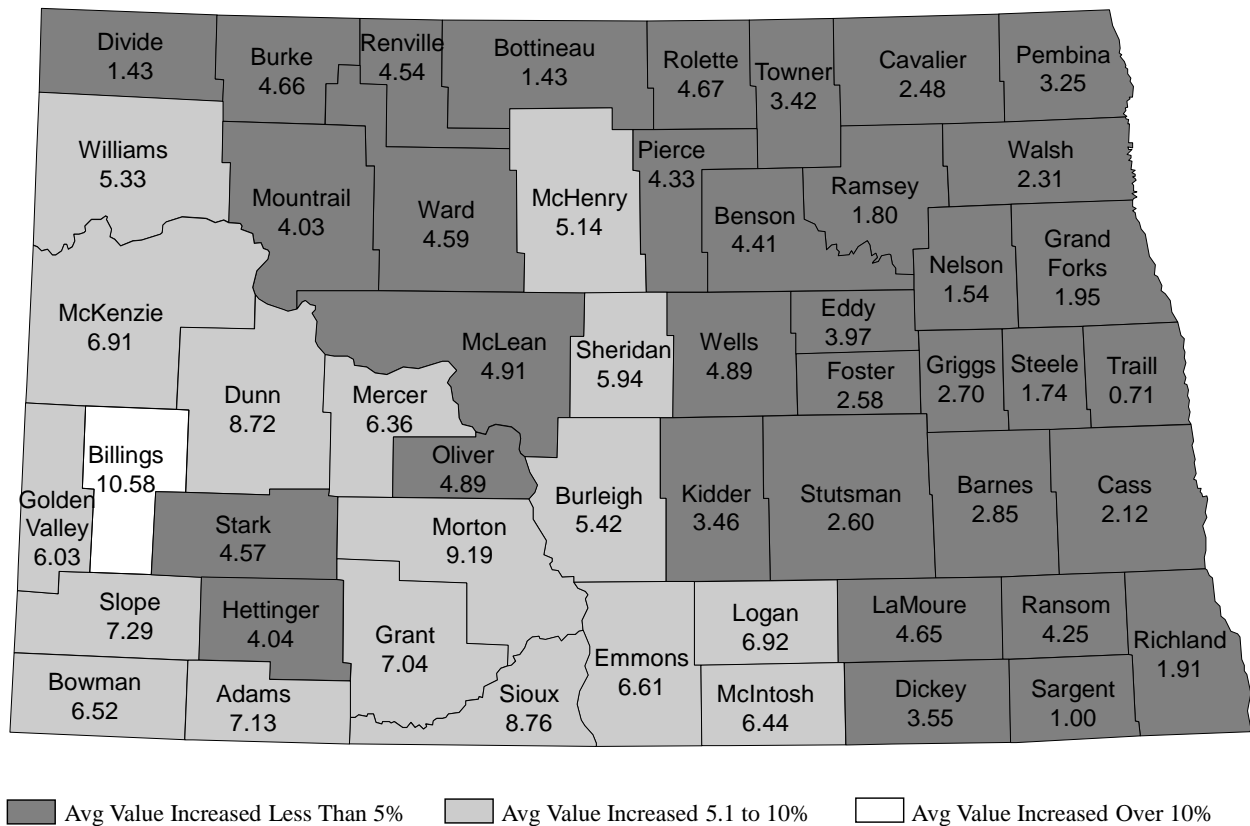 Divide
1.43
Burke
4.66
Renville
4.54
Bottineau
1.43
Rolette
4.67
Towner
3.42
Cavalier
2.48
Pembina
3.25
Williams
5.33
Mountrail
4.03
Ward
4.59
McHenry
5.14
Pierce
4.33
Benson
4.41
Ramsey
1.80
Walsh
2.31
Nelson
1.54
Grand
Forks
1.95
McKenzie
6.91
Dunn
8.72
Mercer
6.36
McLean
4.91
Sheridan
5.94
Wells
4.89
Eddy
3.97
Foster
2.58
Griggs
2.70
Steele
1.74
Traill
0.71
Golden
Valley
6.03
Billings
10.58
Stark
4.57
Oliver
4.89
Morton
9.19
Burleigh
5.42
Kidder
3.46
Stutsman
2.60
Barnes
2.85
Cass
2.12
Slope
7.29
Hettinger
4.04
Grant
7.04
Emmons
6.61
Logan
6.92
LaMoure
4.65
Ransom
4.25
Richland
1.91
Bowman
6.52
Adams
7.13
Sioux
8.76
McIntosh
6.44
Dickey
3.55
Sargent
1.00
Avg Value Increased Less Than 5%
Avg Value Increased 5.1 to 10%
Avg Value Increased Over 10%